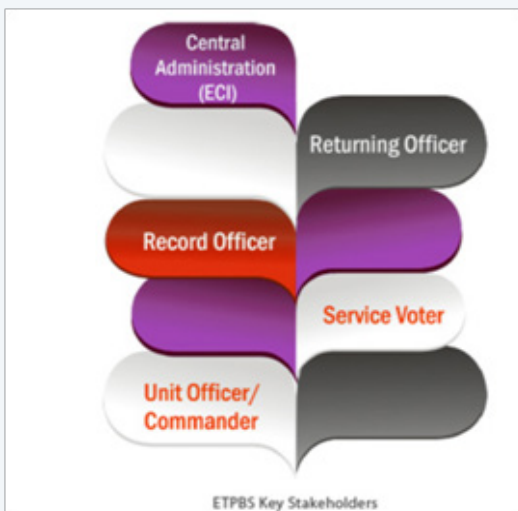 Central
Administration
(ECI)
Returning Officer
Record Officer
Service Voter
Unit Officer/
Commander
ETPBS Key Stakeholders